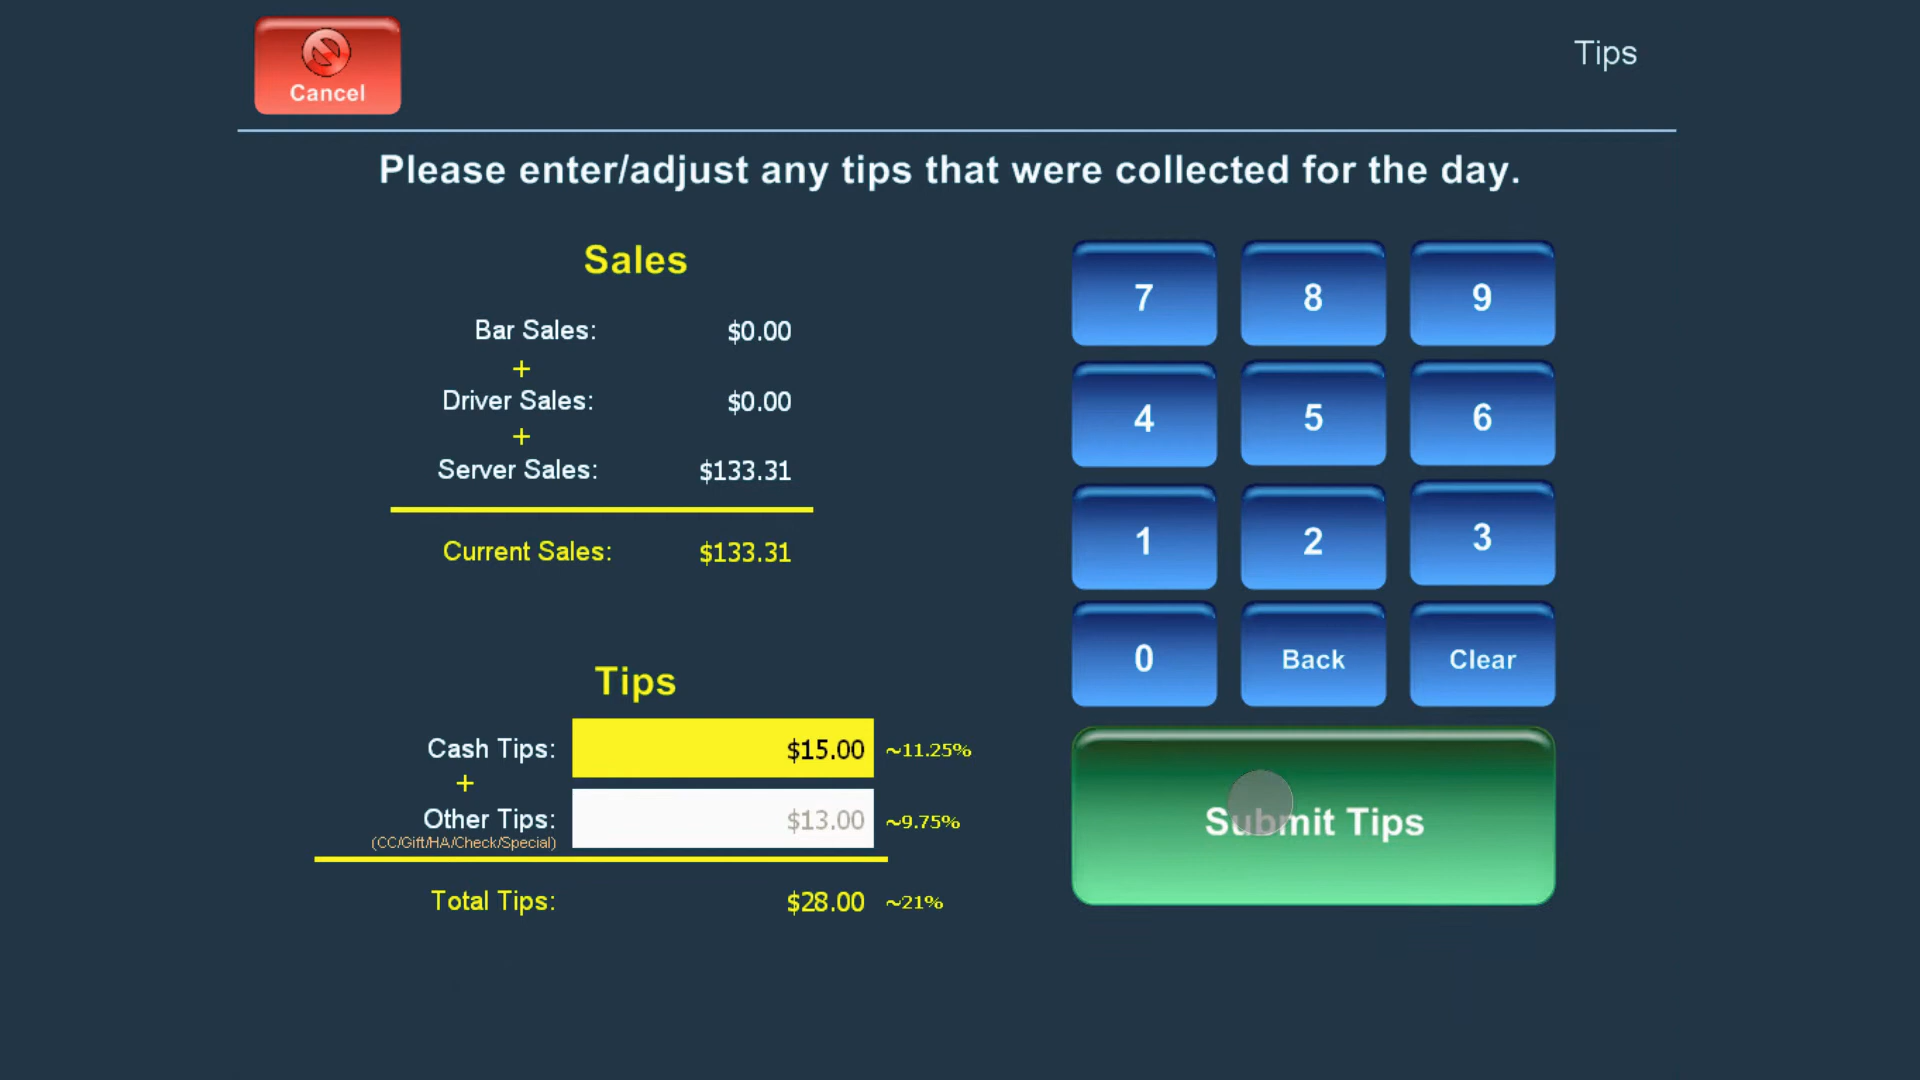 Cancel
Tips
Please enter/adjust any tips that were collected for the day.
Sales
Bar Sales: $0.00
+
Driver Sales: $0.00
+
Server Sales: $133.31
Current Sales: $133.31
Tips
Cash Tips: $15.00 ~11.25%
+
Other Tips: $13.00 ~9.75%
(CC/Gift/HA/Check/Special)
Total Tips: $28.00 ~21%
7 8 9
4 5 6
1 2 3
0 Back Clear
Submit Tips